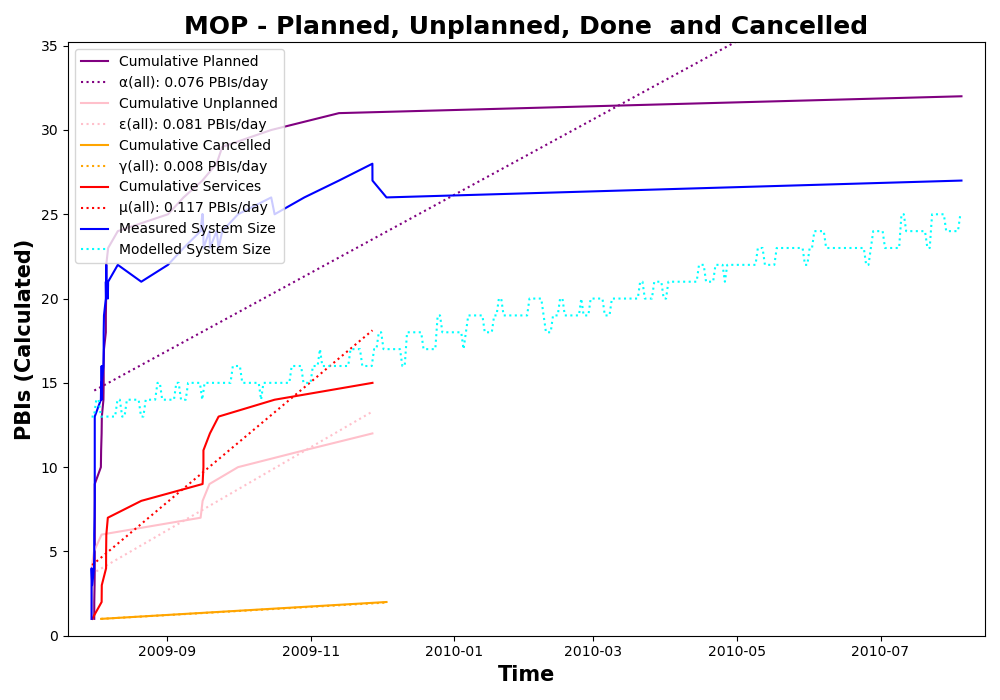 MOP - Planned, Unplanned, Done  and Cancelled
Cumulative Planned
α(all): 0.076 PBIs/day
Cumulative Unplanned
ε(all): 0.081 PBIs/day
Cumulative Cancelled
γ(all): 0.008 PBIs/day
Cumulative Services
μ(all): 0.117 PBIs/day
Measured System Size
Modelled System Size
PBIs (Calculated)
35
30
25
20
15
10
5
0
2009-09
2009-11
2010-01
2010-03
2010-05
2010-07
Time